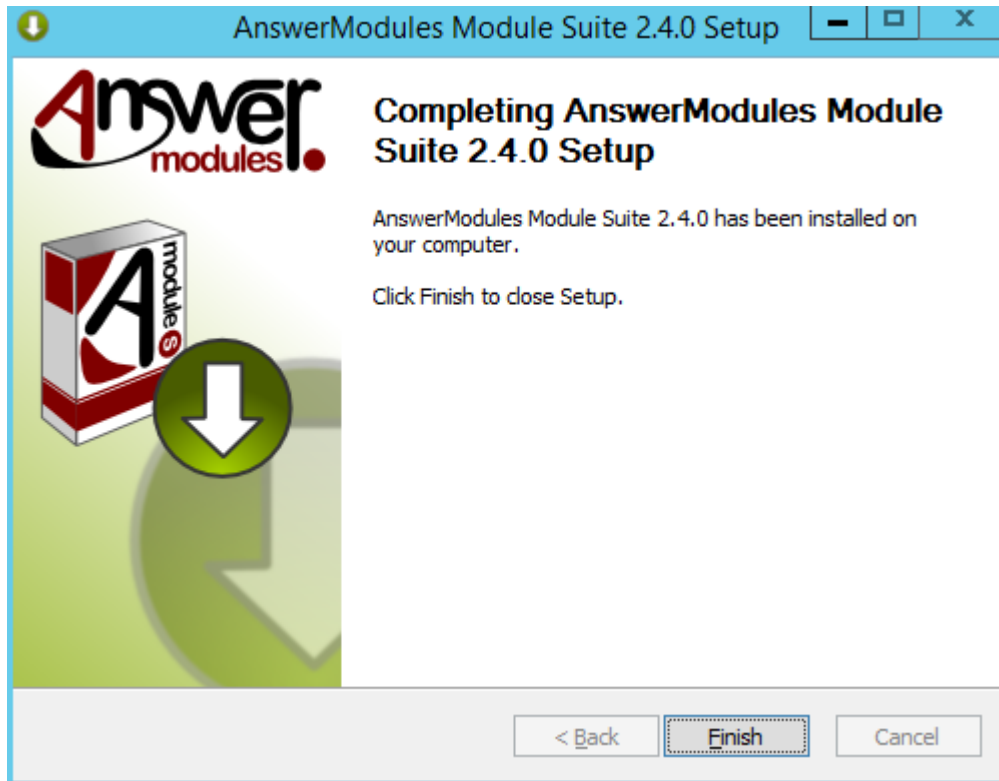 AnswerModules Module Suite 2.4.0 Setup
Answer
modules
Completing AnswerModules Module
Suite 2.4.0 Setup
AnswerModules Module Suite 2.4.0 has been installed on
your computer.
Click Finish to close Setup.
A
module s
< Back
Finish
Cancel